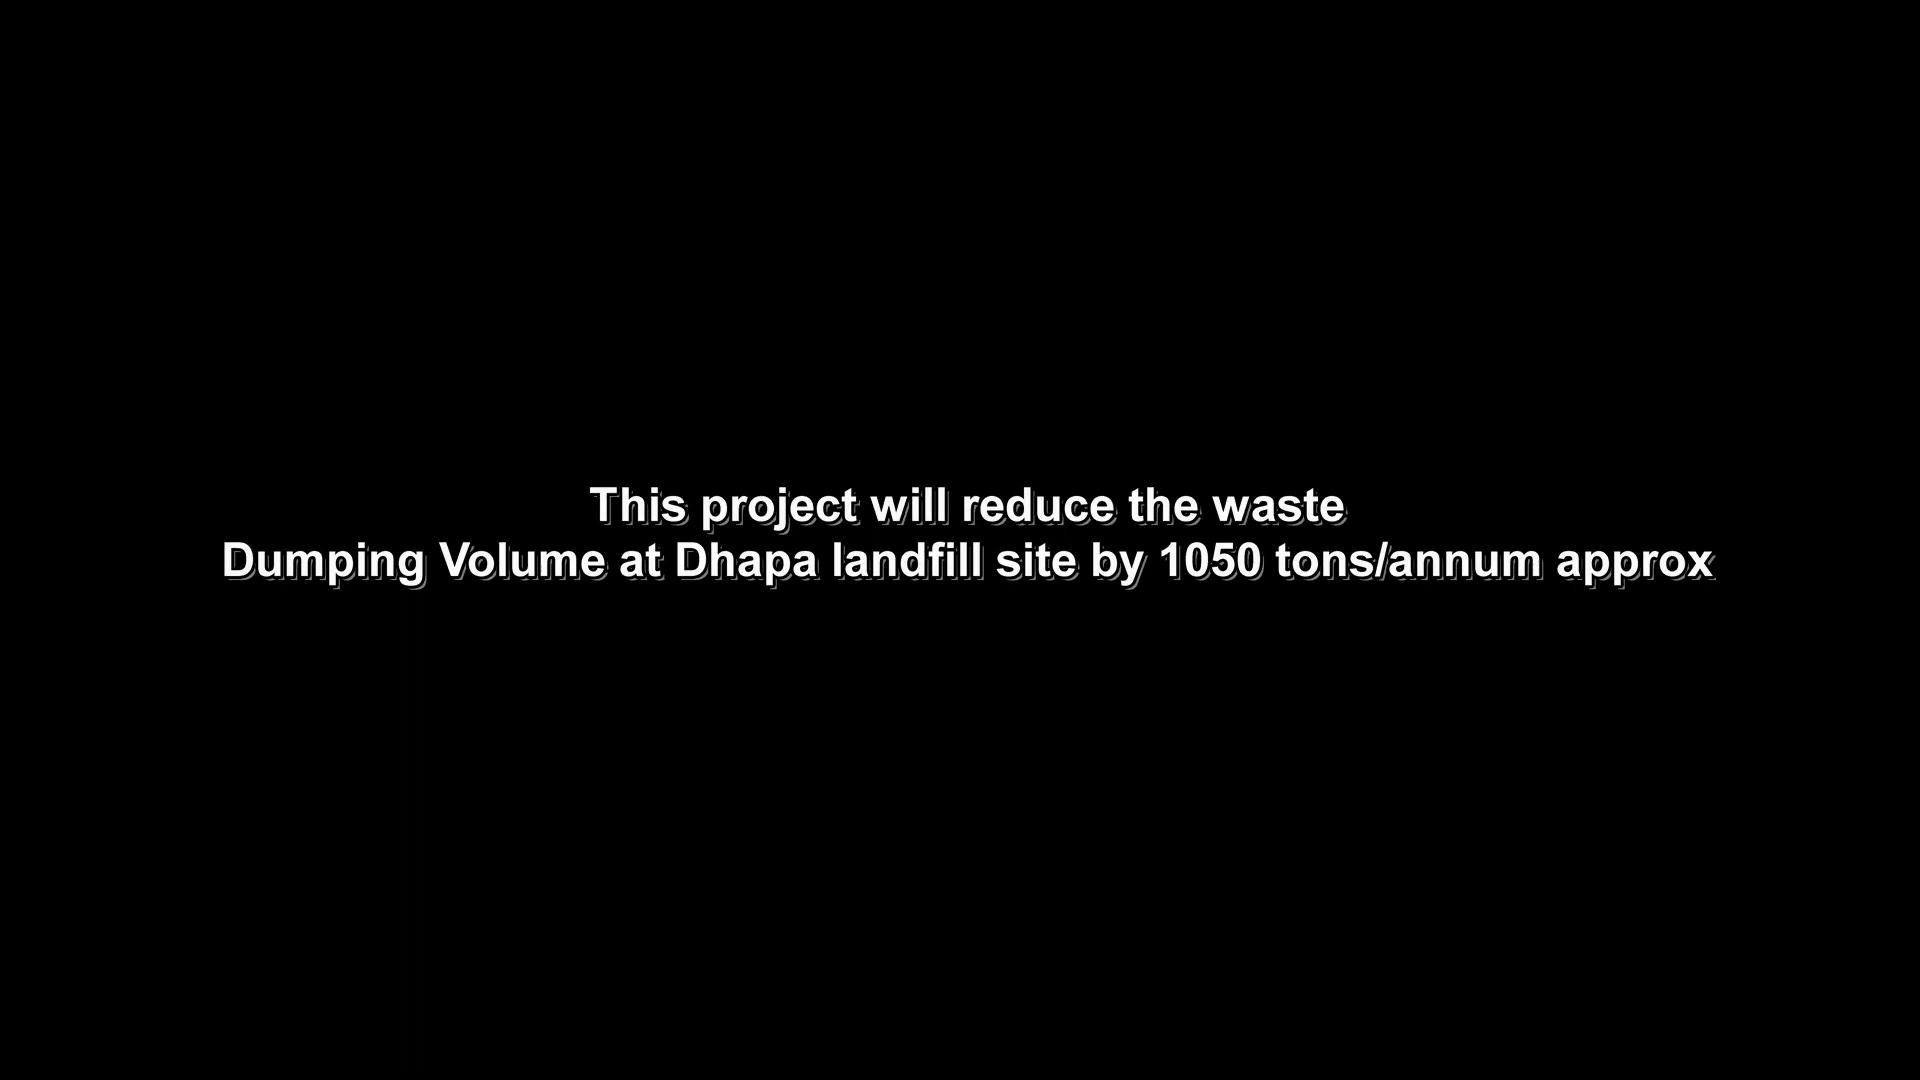 This project will reduce the waste
Dumping Volume at Dhapa landfill site by 1050 tons/annum approx